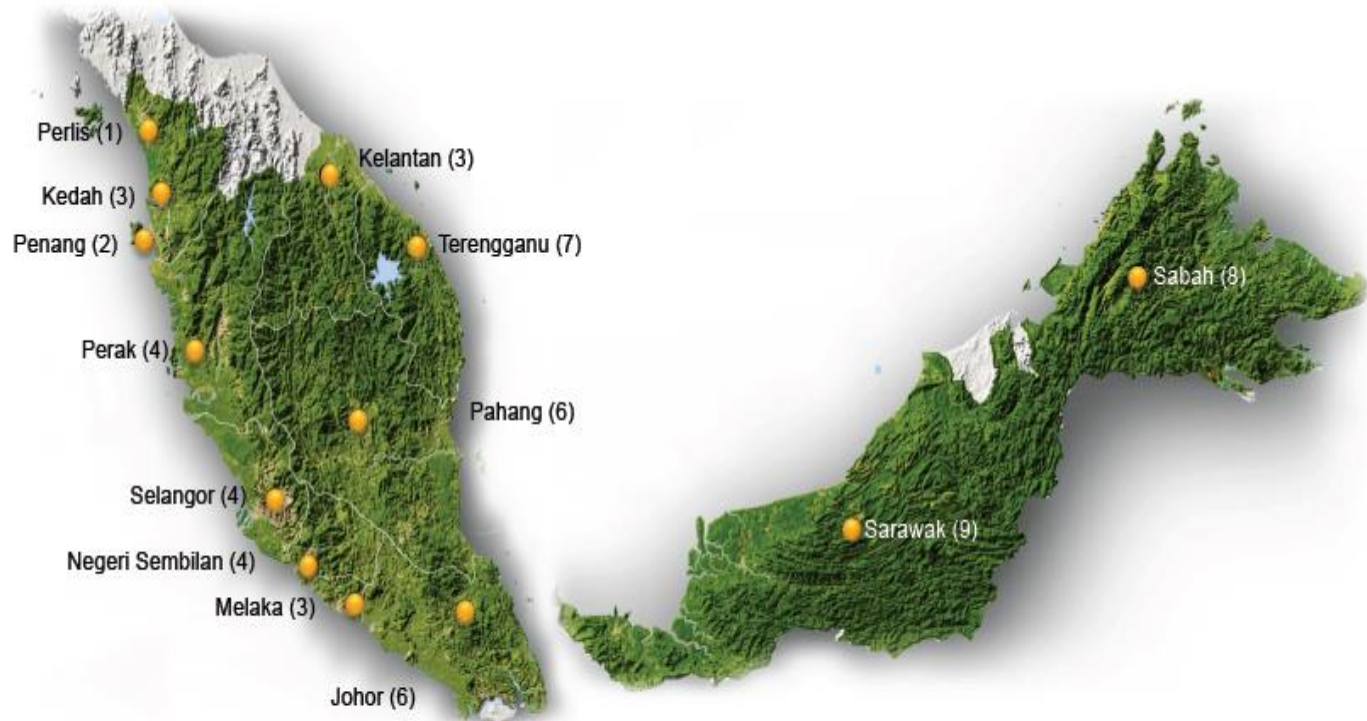 Perlis (1)
Kelantan (3)
Kedah (3)
Penang (2)
Terengganu (7)
Sabah (8)
Perak (4)
Pahang (6)
Selangor (4)
Sarawak (9)
Negeri Sembilan (4)
Melaka (3)
Johor (6)